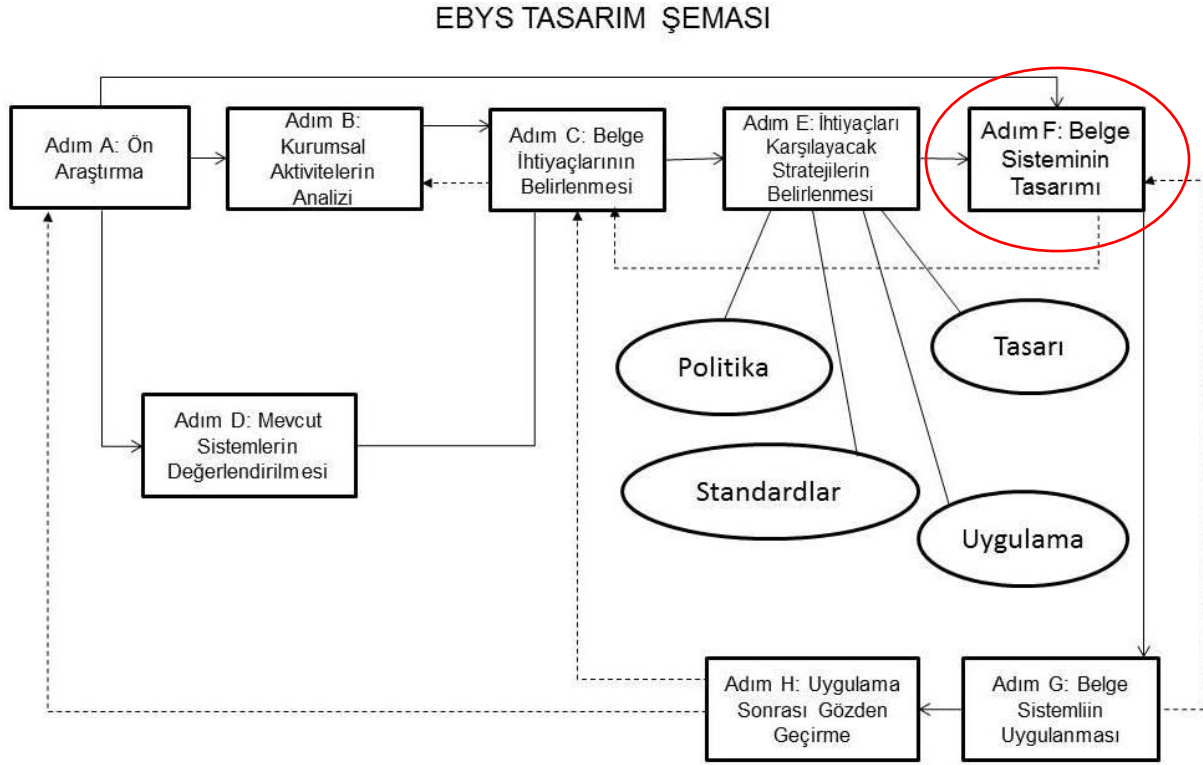 EBYS TASARIM ŞEMASI
Adım A: Ön
Araştırma
Adım B:
Kurumsal
Aktivitelerin
Analizi
Adım C: Belge
İhtiyaçlarının
Belirlenmesi
Adım E: İhtiyaçları
Karşılayacak
Stratejilerin
Belirlenmesi
Adım F: Belge
Sisteminin
Tasarımı
Politika
Tasarı
Adım D: Mevcut
Sistemlerin
Değerlendirilmesi
Standardlar
Uygulama
Adım H: Uygulama
Sonrası Gözden
Geçirme
Adım G: Belge
Sistemliin
Uygulanması